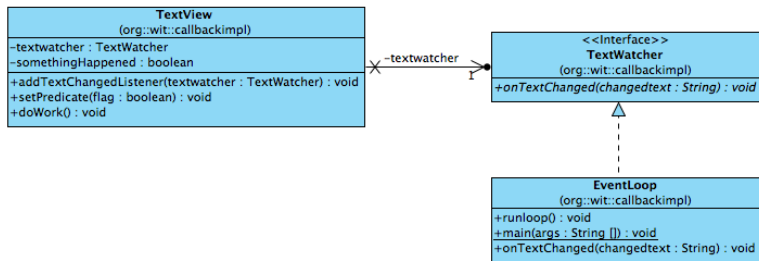 TextView
(org::wit::callbackimpl)
-textwatcher : TextWatcher
-somethingHappened : boolean
+addTextChangedListener(textwatcher : TextWatcher) : void
+setPredicate(flag : boolean) : void
+doWork() : void
-textwatcher
1
<<Interface>>
TextWatcher
(org::wit::callbackimpl)
+onTextChanged(changedtext : String) : void
EventLoop
(org::wit::callbackimpl)
+runloop() : void
+main(args : String []) : void
+onTextChanged(changedtext : String) : void